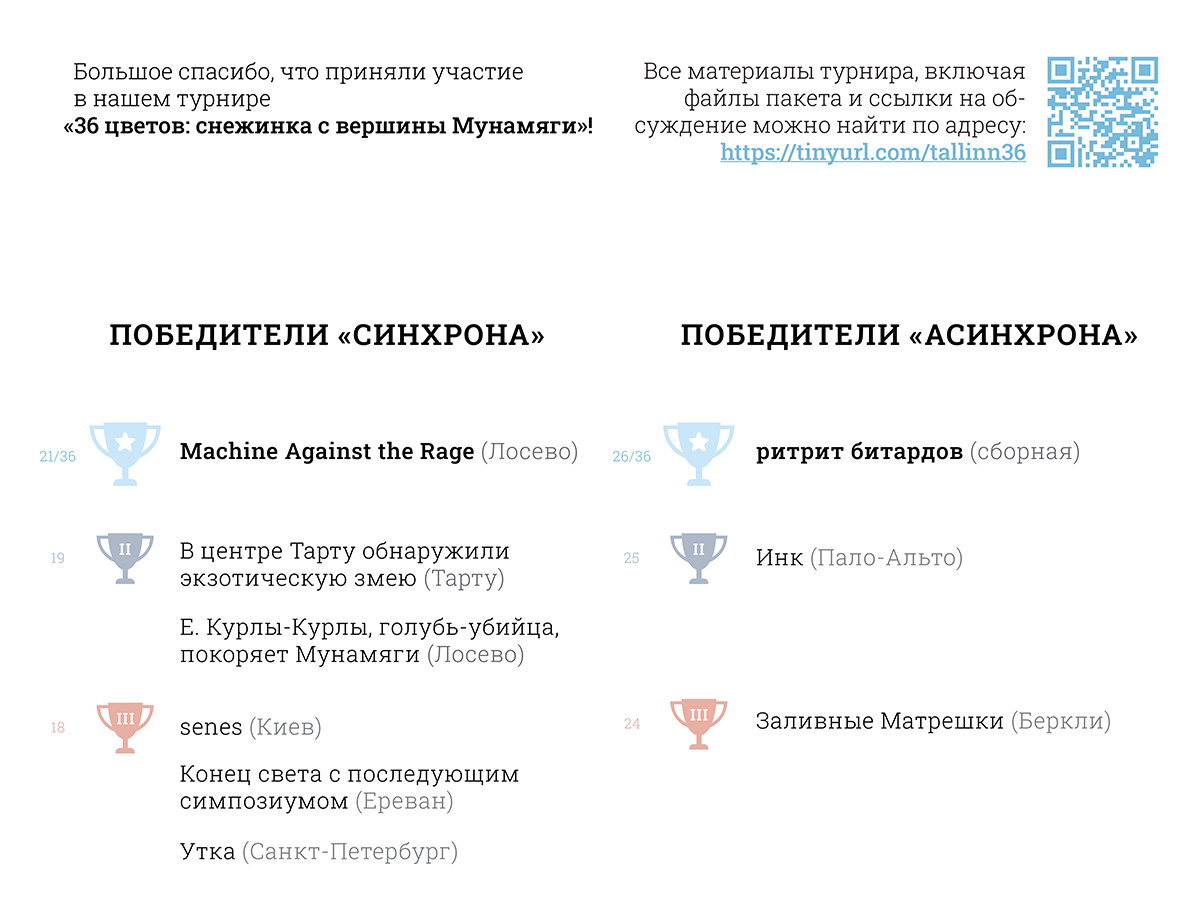 Большое спасибо, что приняли участие
в нашем турнире
«36 цветов: снежинка с вершины Мунамяги»!
Все материалы турнира, включая
файлы пакета и ссылки на об-
суждение можно найти по адресу:
https://tinyurl.com/tallinn36
ПОБЕДИТЕЛИ «СИНХРОНА»
21/36
Machine Against the Rage (Лосево)
19
II
В центре Тарту обнаружили
экзотическую змею (Тарту)
Е. Курлы-Курлы, голубь-убийца,
покоряет Мунамяги (Лосево)
18
III
senes (Киев)
Конец света с последующим
симпозиумом (Ереван)
Утка (Санкт-Петербург)
ПОБЕДИТЕЛИ «АСИНХРОНА»
26/36
ритрит битардов (сборная)
25
II
Инк (Пало-Альто)
24
III
Заливные Матрешки (Беркли)